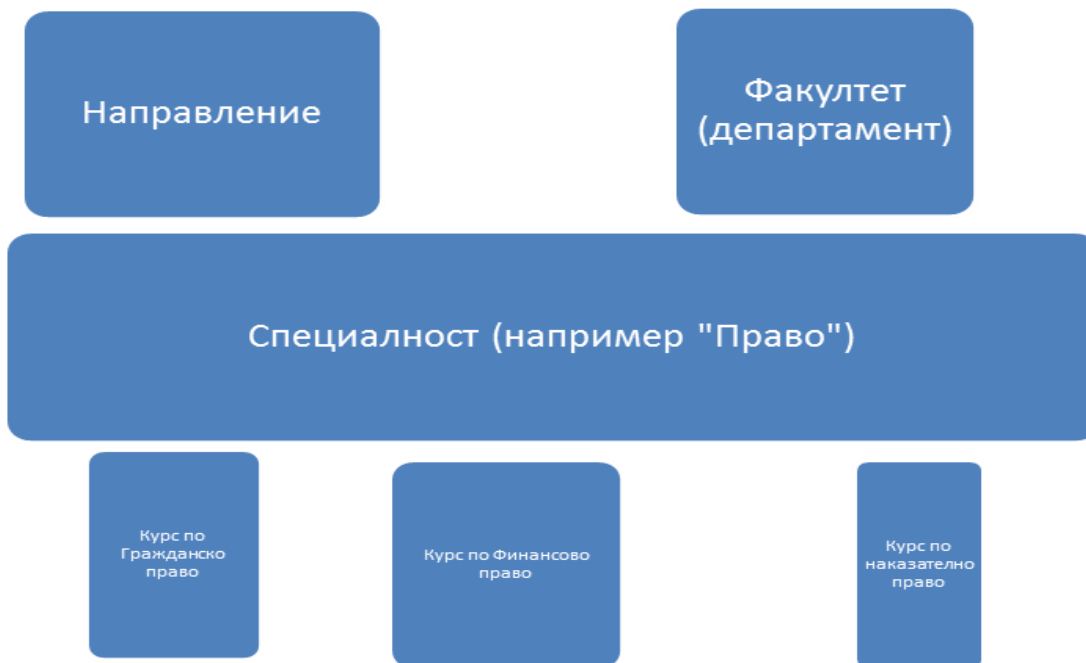 Направление
Факултет
(департамент)
Специалност (например "Право")
Курс по
Гражданско
право
Курс по Финансово
право
Курс по
наказателно
право